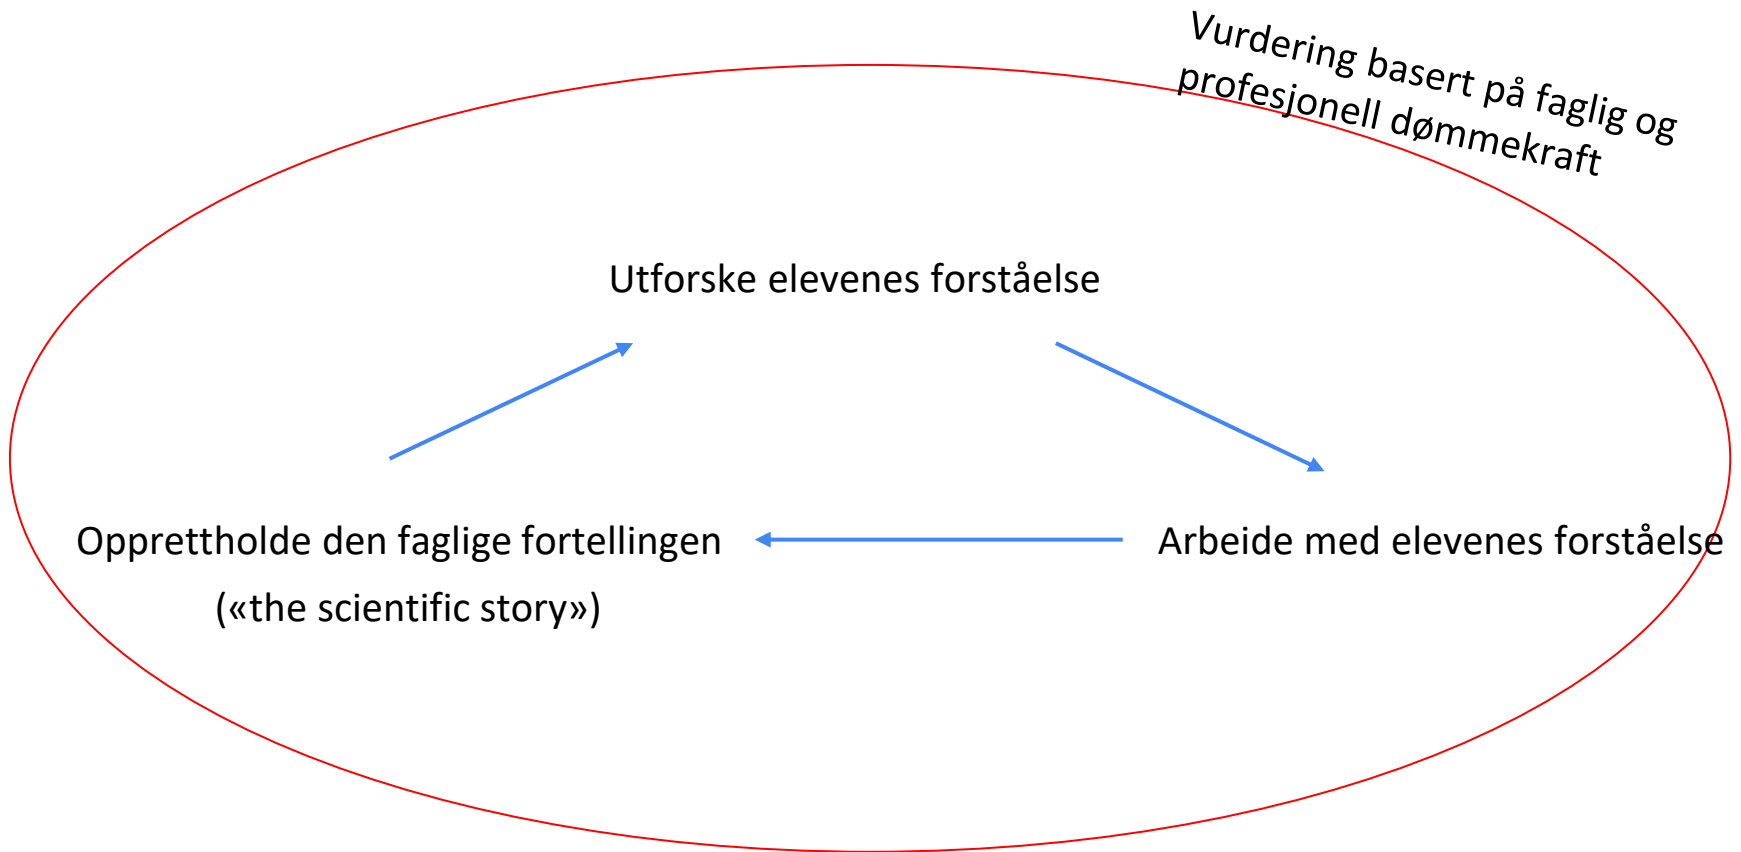 Vurdering basert på faglig og
profesjonell dømmekraft
Utforske elevenes forståelse
Opprettholde den faglige fortellingen
(«the scientific story»)
Arbeide med elevenes forståelse